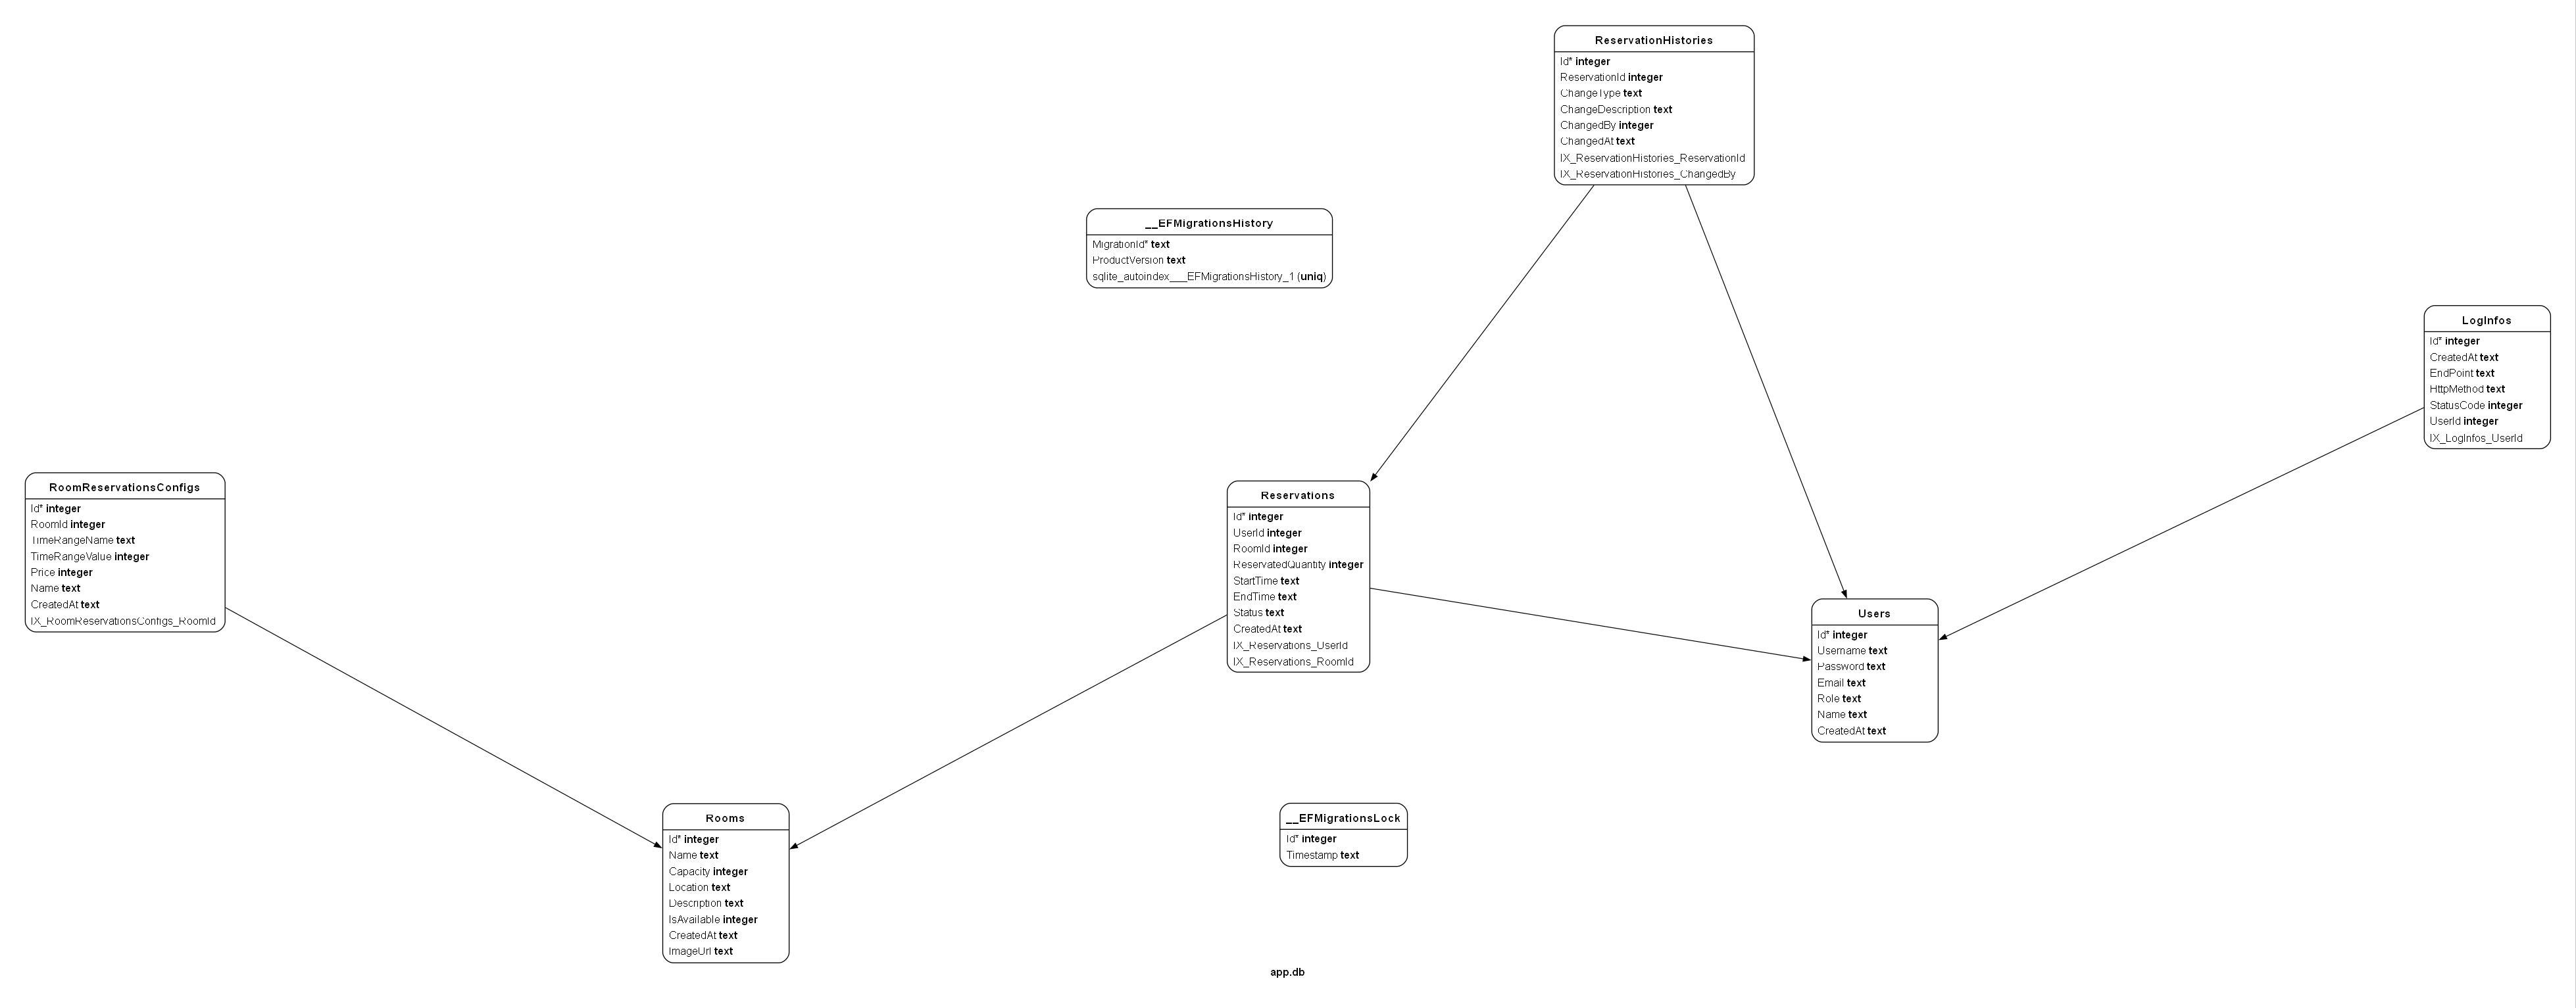 ReservationHistories
Id* integer
ReservationId integer
ChangeType text
ChangeDescription text
ChangedBy integer
ChangedAt text
IX_ReservationHistories_ReservationId
IX_ReservationHistories_ChangedBy
__EFMigrationsHistory
MigrationId* text
ProductVersion text
sqlite_autoindex___EFMigrationsHistory_1 (uniq)
LogInfos
Id* integer
CreatedAt text
EndPoint text
HttpMethod text
StatusCode integer
UserId integer
IX_LogInfos_UserId
RoomReservationsConfigs
Id* integer
RoomId integer
TimeRangeName text
TimeRangeValue integer
Price integer
Name text
CreatedAt text
IX_RoomReservationsConfigs_RoomId
Reservations
Id* integer
UserId integer
RoomId integer
ReservatedQuantity integer
StartTime text
EndTime text
Status text
CreatedAt text
IX_Reservations_UserId
IX_Reservations_RoomId
Users
Id* integer
Username text
Password text
Email text
Role text
Name text
CreatedAt text
Rooms
Id* integer
Name text
Capacity integer
Location text
Description text
IsAvailable integer
CreatedAt text
ImageUrl text
__EFMigrationsLock
Id* integer
Timestamp text
app.db